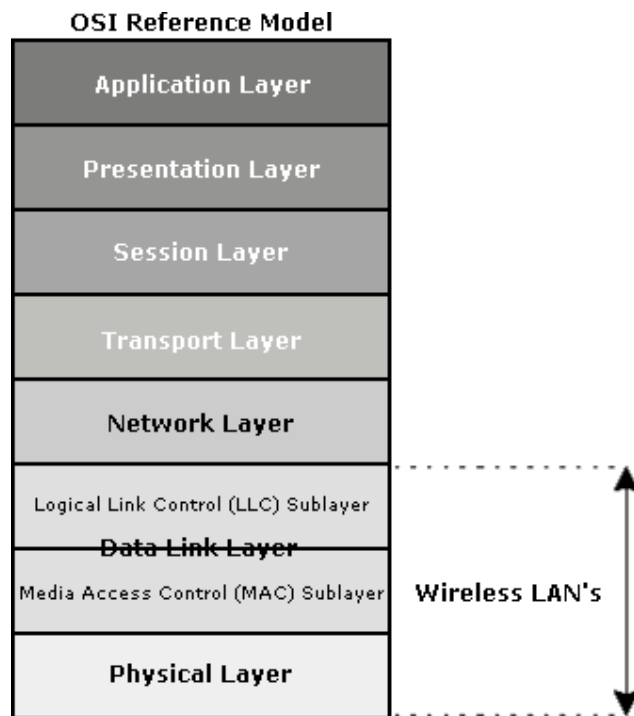 OSI Reference Model
Application Layer
Presentation Layer
Session Layer
Transport Layer
Network Layer
Logical Link Control (LLC) Sublayer
Data Link Layer
Media Access Control (MAC) Sublayer
Wireless LAN's
Physical Layer